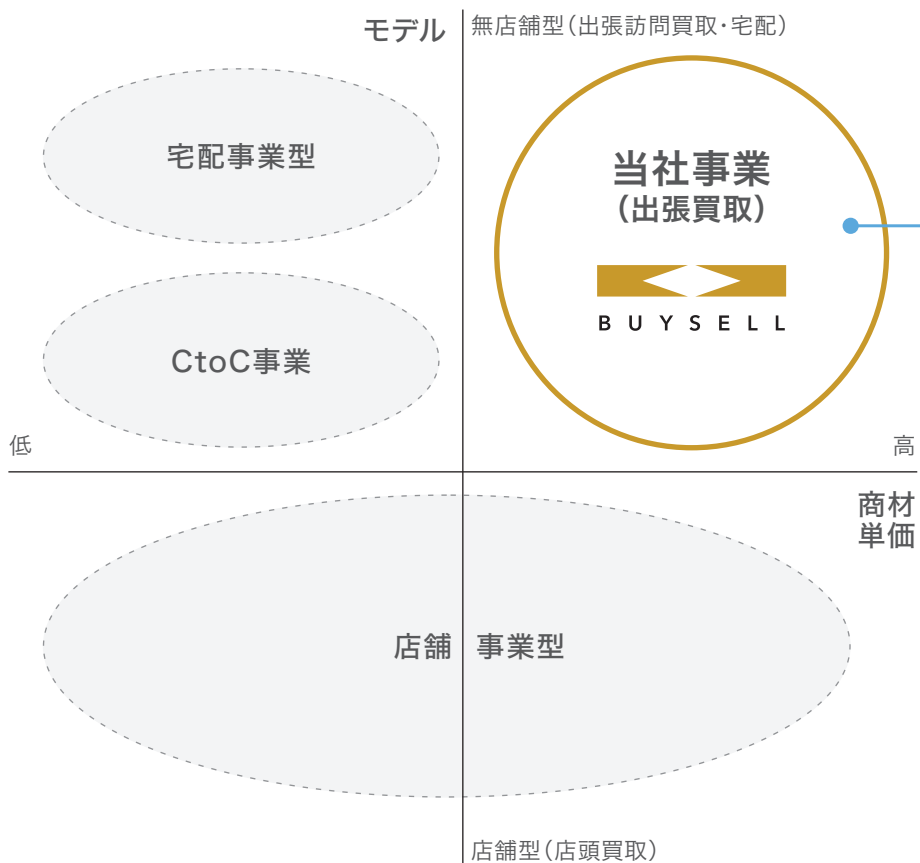 モデル
無店舗型（出張訪問買取・宅配）
宅配事業型
当社事業
（出張買取）
BUYSELL
CtoC事業
低
高
商材
単価
店舗事業型
店舗型（店頭買取）